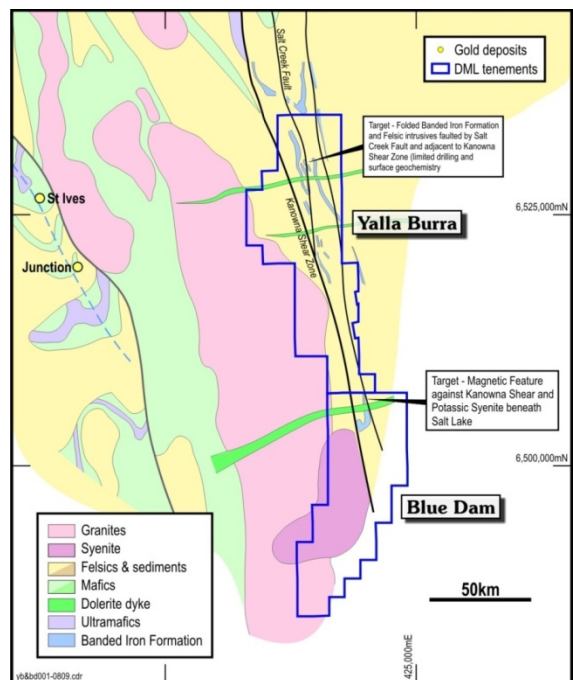 Salt Creek Fault
Gold deposits
DML tenements
Target - Folded Banded Iron Formation
and Felsic intrusives faulted by Salt
Creek Fault and adjacent to Kanowna
Shear Zone (limited drilling and
surface geochemistry
St Ives
6,525,000mN
Yalla Burra
Kanowna Shear Zone
Junction
Target - Magnetic Feature
against Kanowna Shear and
Potassic Syenite beneath
Salt Lake
6,500,000mN
Blue Dam
Granites
Syenite
Felsics & sediments
Mafics
Dolerite dyke
Ultramafics
Banded Iron Formation
50km
425,000mE
yb&bd001-0809.cdr